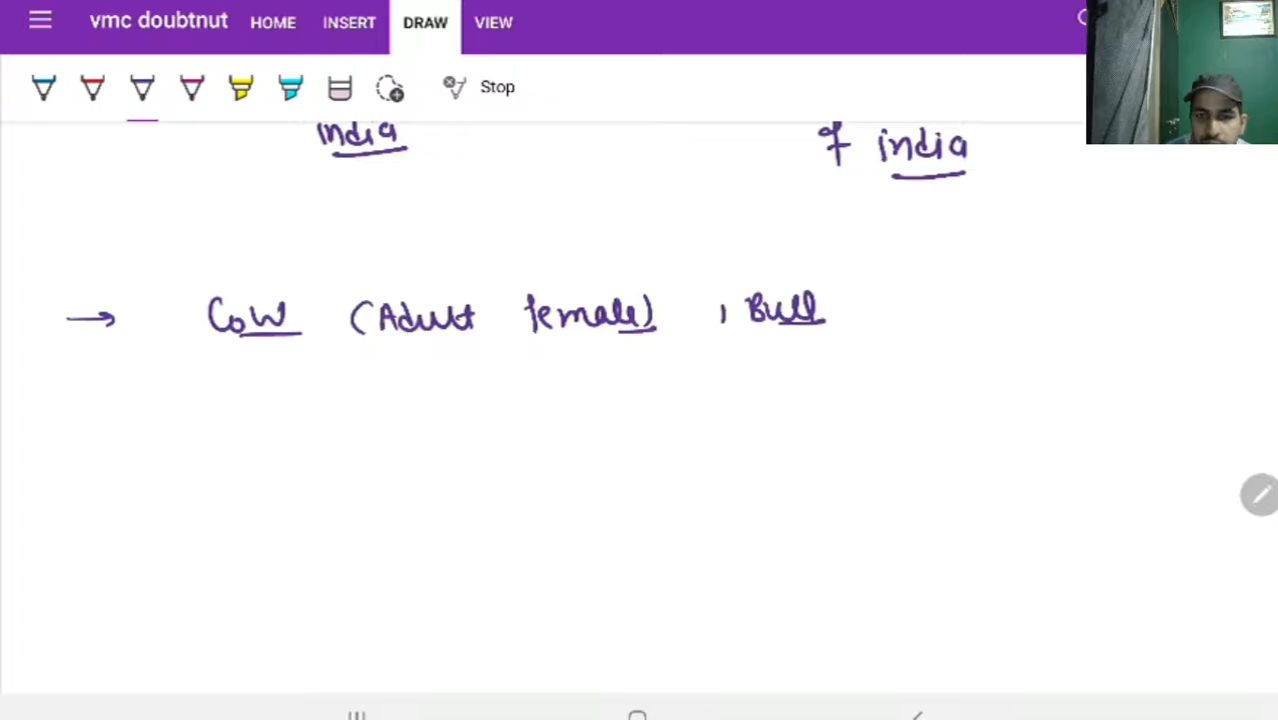 vmc doubtnut HOME INSERT DRAW VIEW
Stop
india
of india
→ Cow (Adult female) , Bull